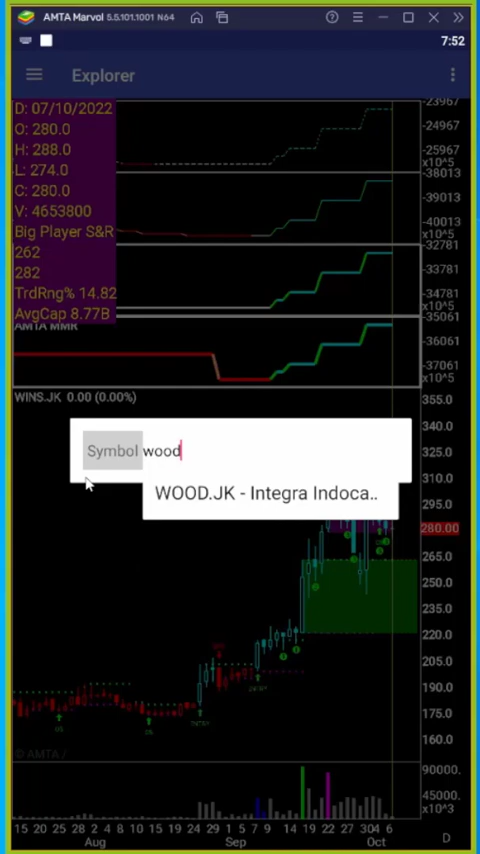 AMTA Marvol 5.5.101.1001 N64
7:52
Explorer
D: 07/10/2022
O: 280.0
H: 288.0
L: 274.0
C: 280.0
V: 4653800
Big Player S&R
262
282
TrdRng% 14.82
AvgCap 8.77B
AMTA MMR
-23967
-24967
-25967
x10^5
-38013
-39013
-40013
x10^5
-32781
-33781
-34781
x10^5
-35061
-36061
-37061
x10^5
WINS.JK 0.00 (0.00%)
Symbol wood
WOOD.JK - Integra Indoca..
355.0
340.0
325.0
310.0
295.0
280.00
265.0
250.0
235.0
220.0
205.0
190.0
175.0
160.0
© AMTA /
90000.
45000.
x10^3
15 20 25 28 2 4 8 10 15 19 24 29 1 5 7 9 14 19 22 27 30 4 6
Aug Sep Oct D